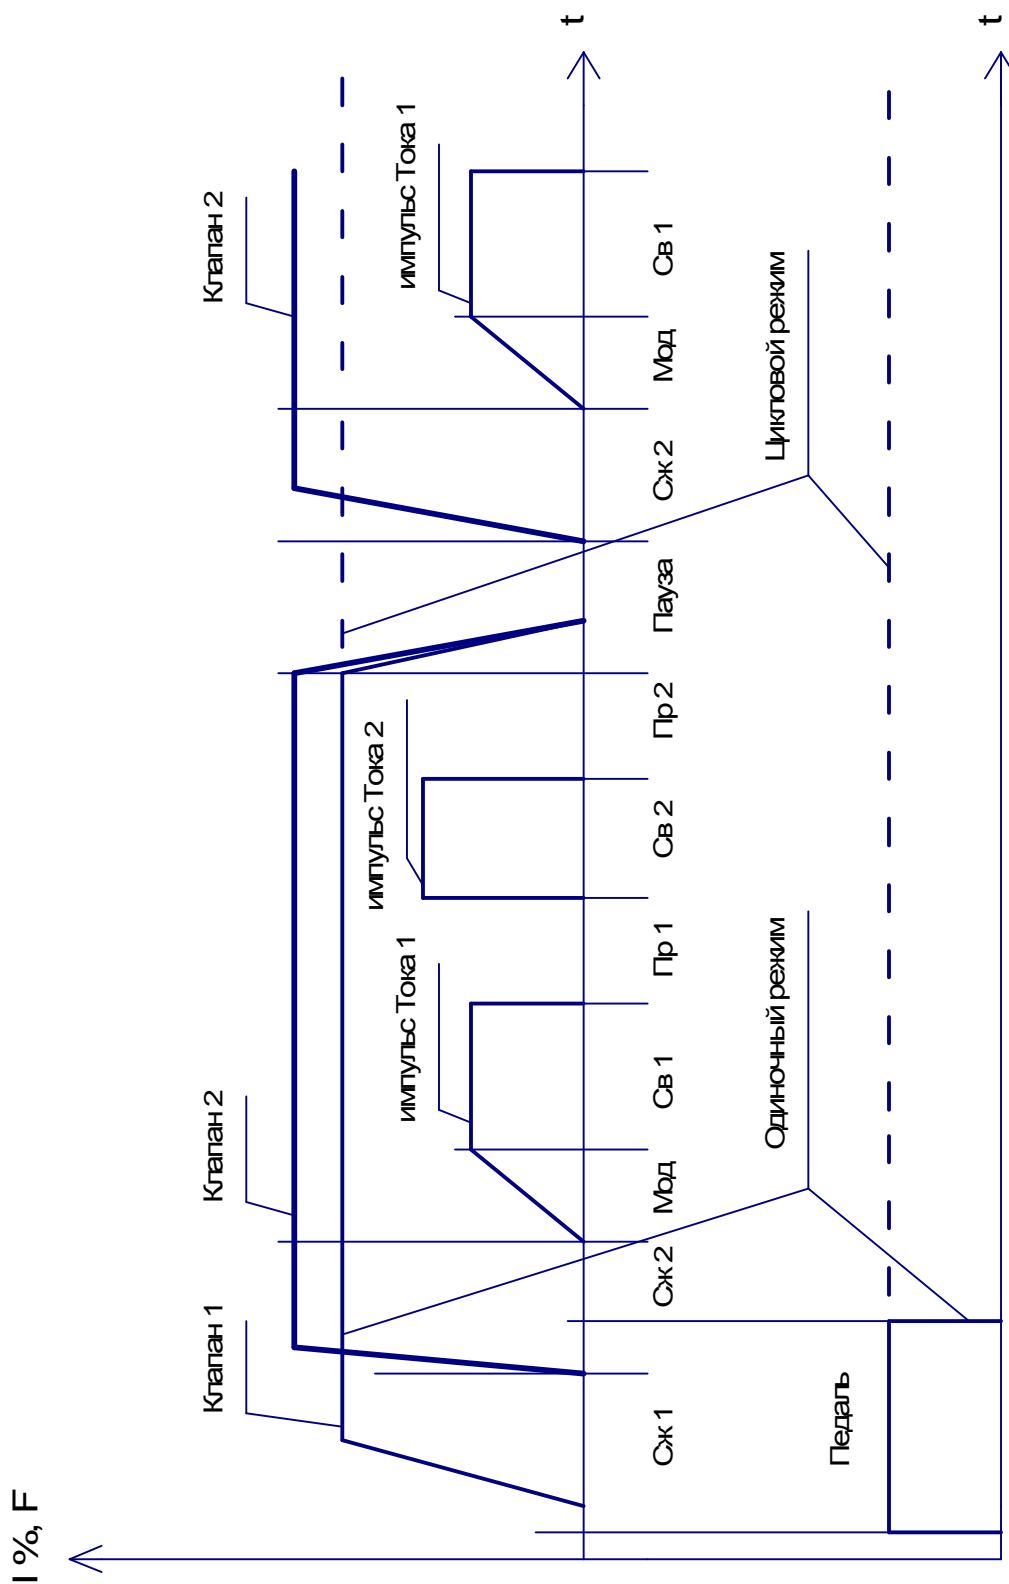 I %, F
Клапан 1
Клапан 2
Клапан 2
импульс Тока 1
импульс Тока 2
импульс Тока 1
t
Сж 1
Сж 2
Мод
Св 1
Пр 1
Св 2
Пр 2
Пауза
Сж 2
Мод
Св 1
Одиночный режим
Цикловой режим
Педаль
t